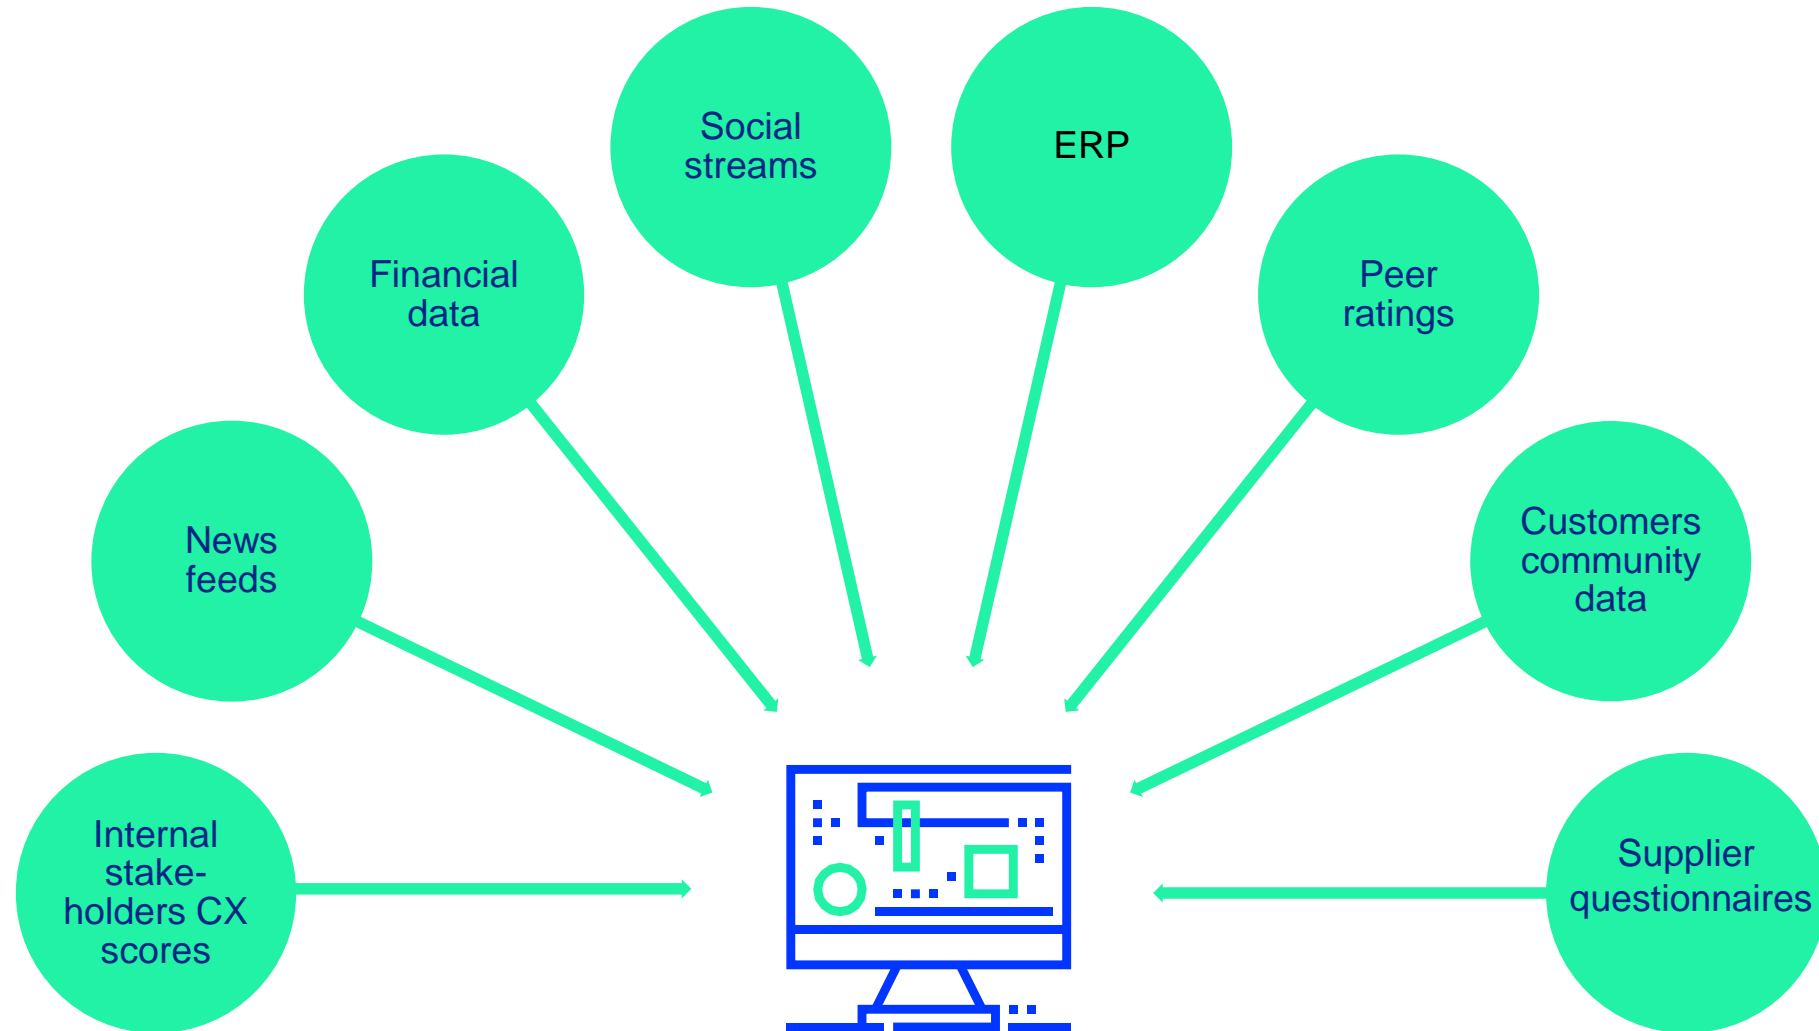 Social
streams
ERP
Financial
data
Peer
ratings
News
feeds
Customers
community
data
Internal
stake-
holders CX
scores
Supplier
questionnaires